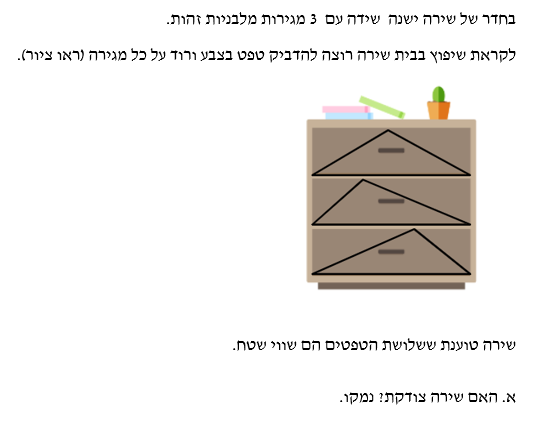 בחדר של שירה ישנה שידה עם 3 מגירות מלבניות זהות.
לקראת שיפוץ בבית שירה רוצה להדביק טפט בצבע ורוד על כל מגירה (ראו ציור).
שירה טוענת ששלושת הטפטים הם שווי שטח.
א. האם שירה צודקת? נמקו.